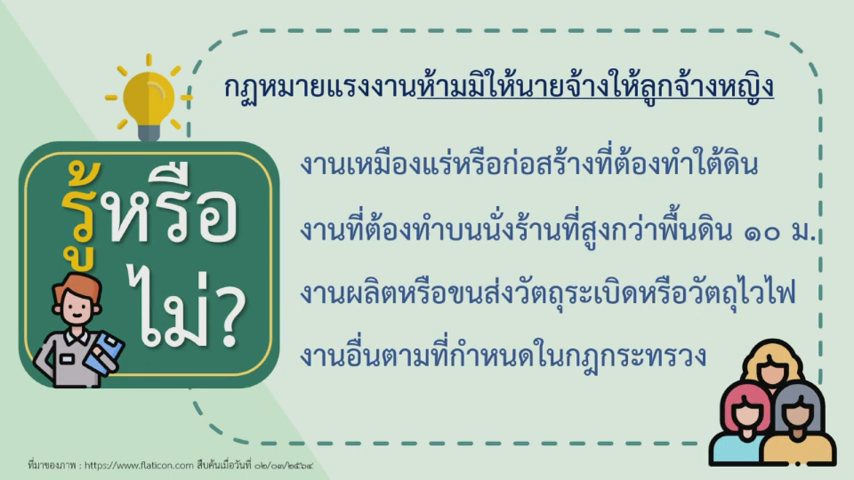 กฏหมายแรงงานห้ามมิให้นายจ้างให้ลูกจ้างหญิง
รู้หรือ
ไม่?
งานเหมืองแร่หรือก่อสร้างที่ต้องทำใต้ดิน
งานที่ต้องทำบนนั่งร้านที่สูงกว่าพื้นดิน ๑๐ ม.
งานผลิตหรือขนส่งวัตถุระเบิดหรือวัตถุไวไฟ
งานอื่นตามที่กำหนดในกฎกระทรวง
ที่มาของภาพ : https://www.flaticon.com สืบค้นเมื่อวันที่ ๐๒/๐๓/๒๕๖๔